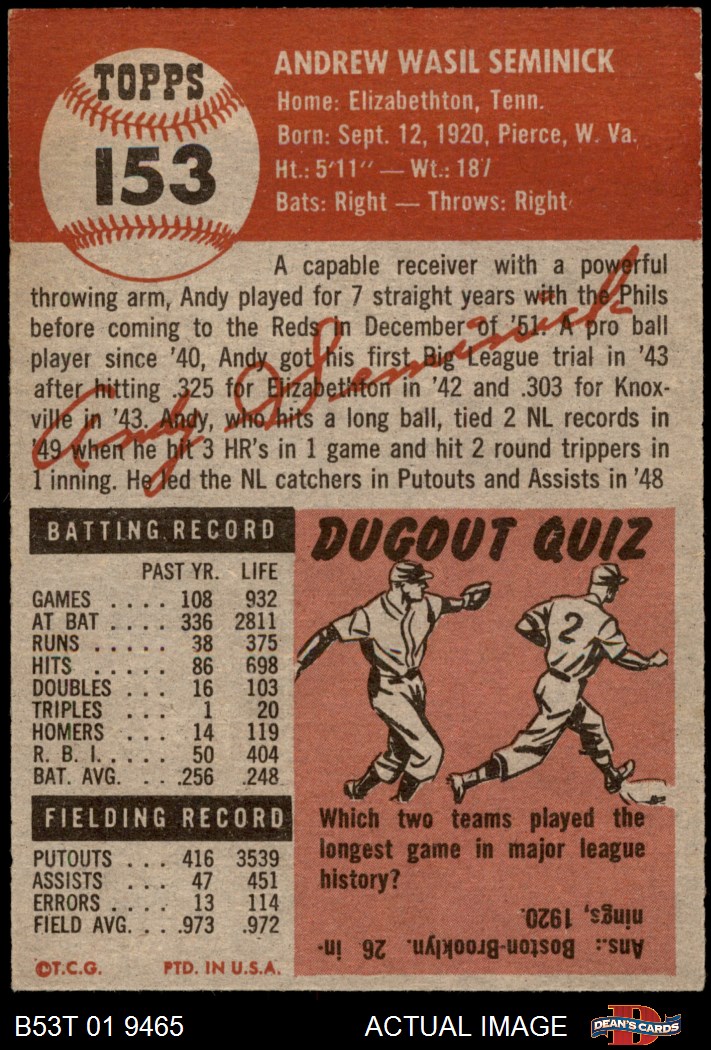 TOPPS
153
ANDREW WASIL SEMINICK
Home: Elizabethton, Tenn.
Born: Sept. 12, 1920, Pierce, W. Va.
Ht.: 5'11" — Wt.: 187
Bats: Right — Throws: Right
A capable receiver with a powerful
throwing arm, Andy played for 7 straight years with the Phils
before coming to the Reds in December of '51. A pro ball
player since '40, Andy got his first Big League trial in '43
after hitting .325 for Elizabethton in '42 and .303 for Knox-
ville in '43. Andy, who hits a long ball, tied 2 NL records in
'49 when he hit 3 HR's in 1 game and hit 2 round trippers in
1 inning. He led the NL catchers in Putouts and Assists in '48
Andy Seminick
BATTING RECORD
PAST YR. LIFE
GAMES .... 108 932
AT BAT .... 336 2811
RUNS ..... 38 375
HITS ..... 86 698
DOUBLES ... 16 103
TRIPLES ... 1 20
HOMERS ... 14 119
R. B. I. .... 50 404
BAT. AVG. ... .256 .248
FIELDING RECORD
PUTOUTS ... 416 3539
ASSISTS ... 47 451
ERRORS .... 13 114
FIELD AVG. ... .973 .972
©T.C.G. PTD. IN U.S.A.
DUGOUT QUIZ
2
Which two teams played the
longest game in major league
history?
Ans.: Boston-Brooklyn. 26 in-
nings, 1920.
B53T 01 9465 ACTUAL IMAGE
D
DEAN'S CARDS